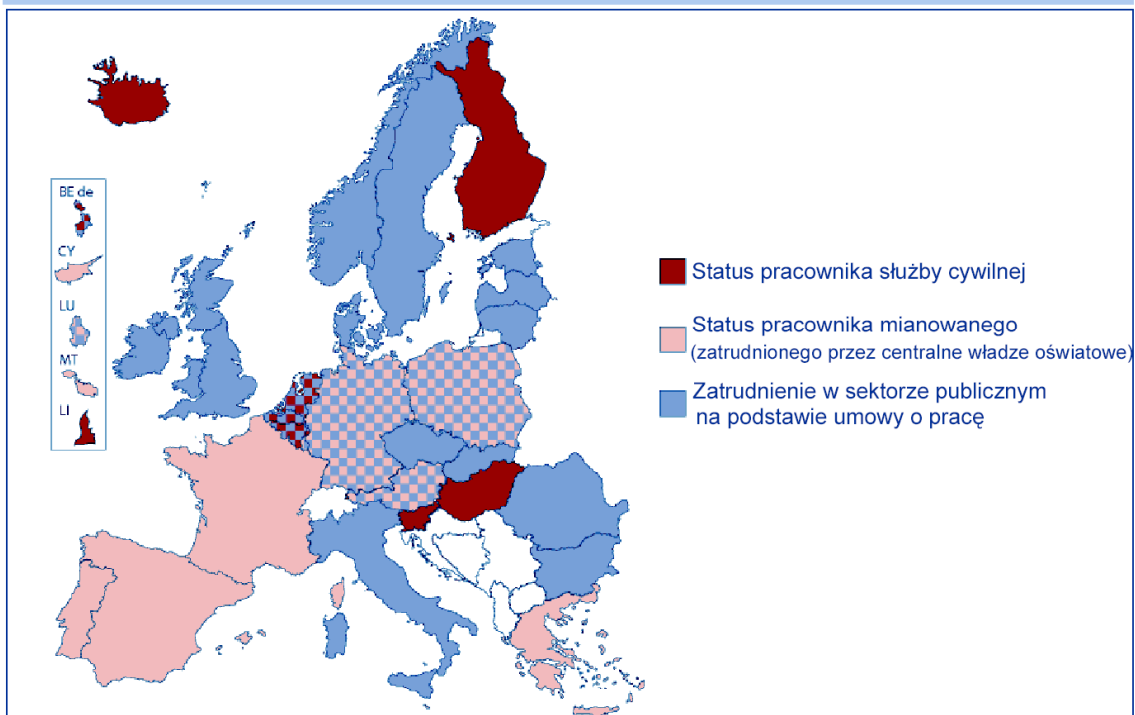 BE de
CY
LU
MT
LI
Status pracownika służby cywilnej
Status pracownika mianowanego
(zatrudnionego przez centralne władze oświatowe)
Zatrudnienie w sektorze publicznym
na podstawie umowy o pracę